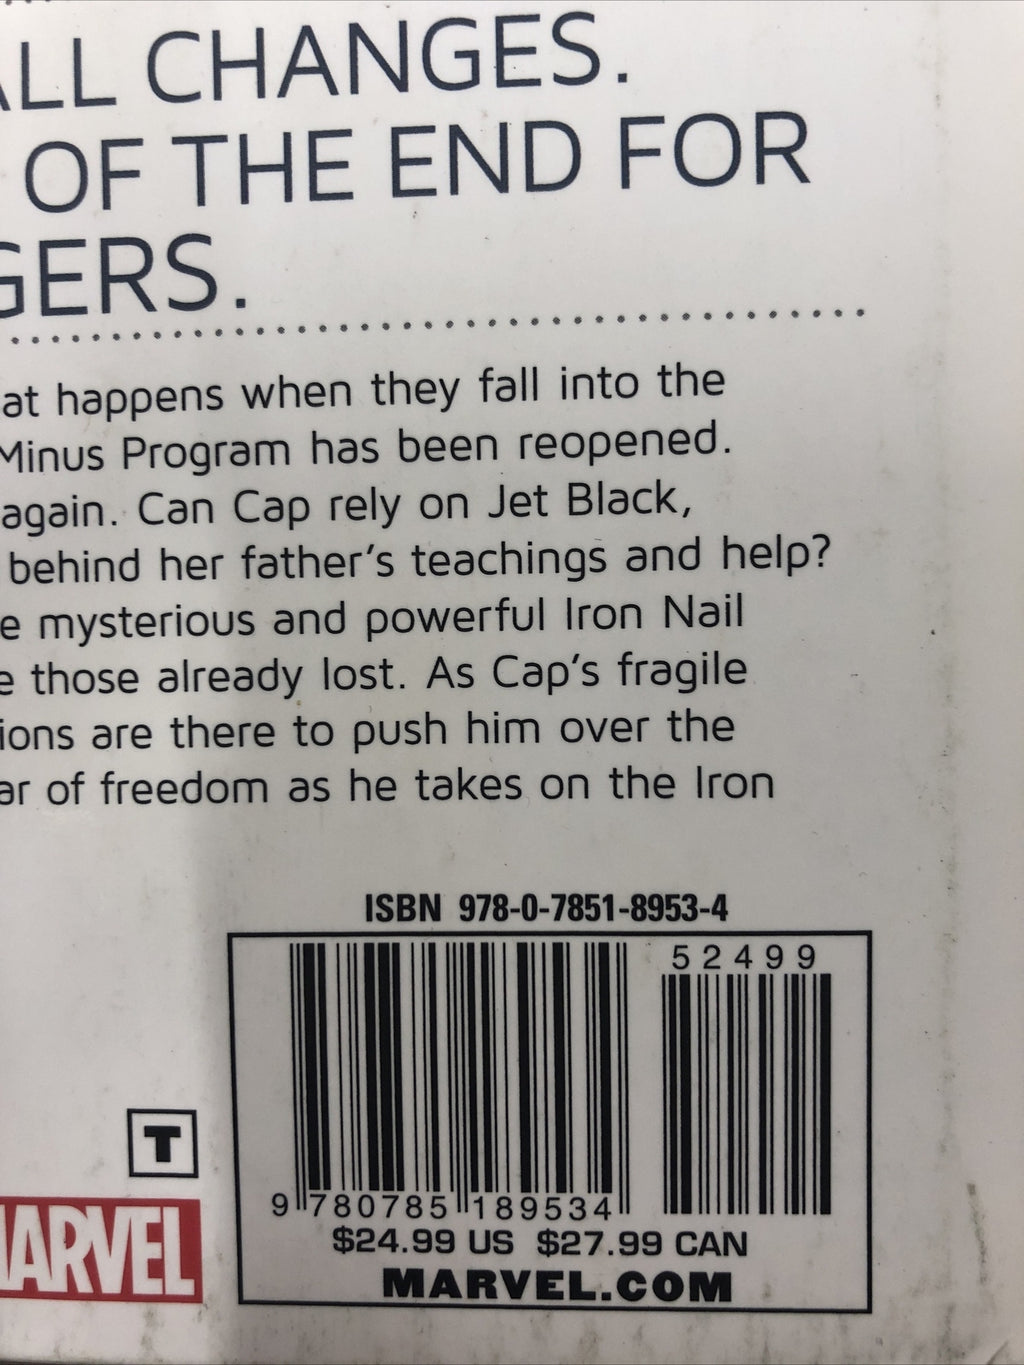 ALL CHANGES.
OF THE END FOR
GERS.
at happens when they fall into the
Minus Program has been reopened.
again. Can Cap rely on Jet Black,
behind her father's teachings and help?
e mysterious and powerful Iron Nail
e those already lost. As Cap's fragile
ions are there to push him over the
ar of freedom as he takes on the Iron
ISBN 978-0-7851-8953-4
52499
9 780785 189534
$24.99 US $27.99 CAN
MARVEL.COM
T
MARVEL